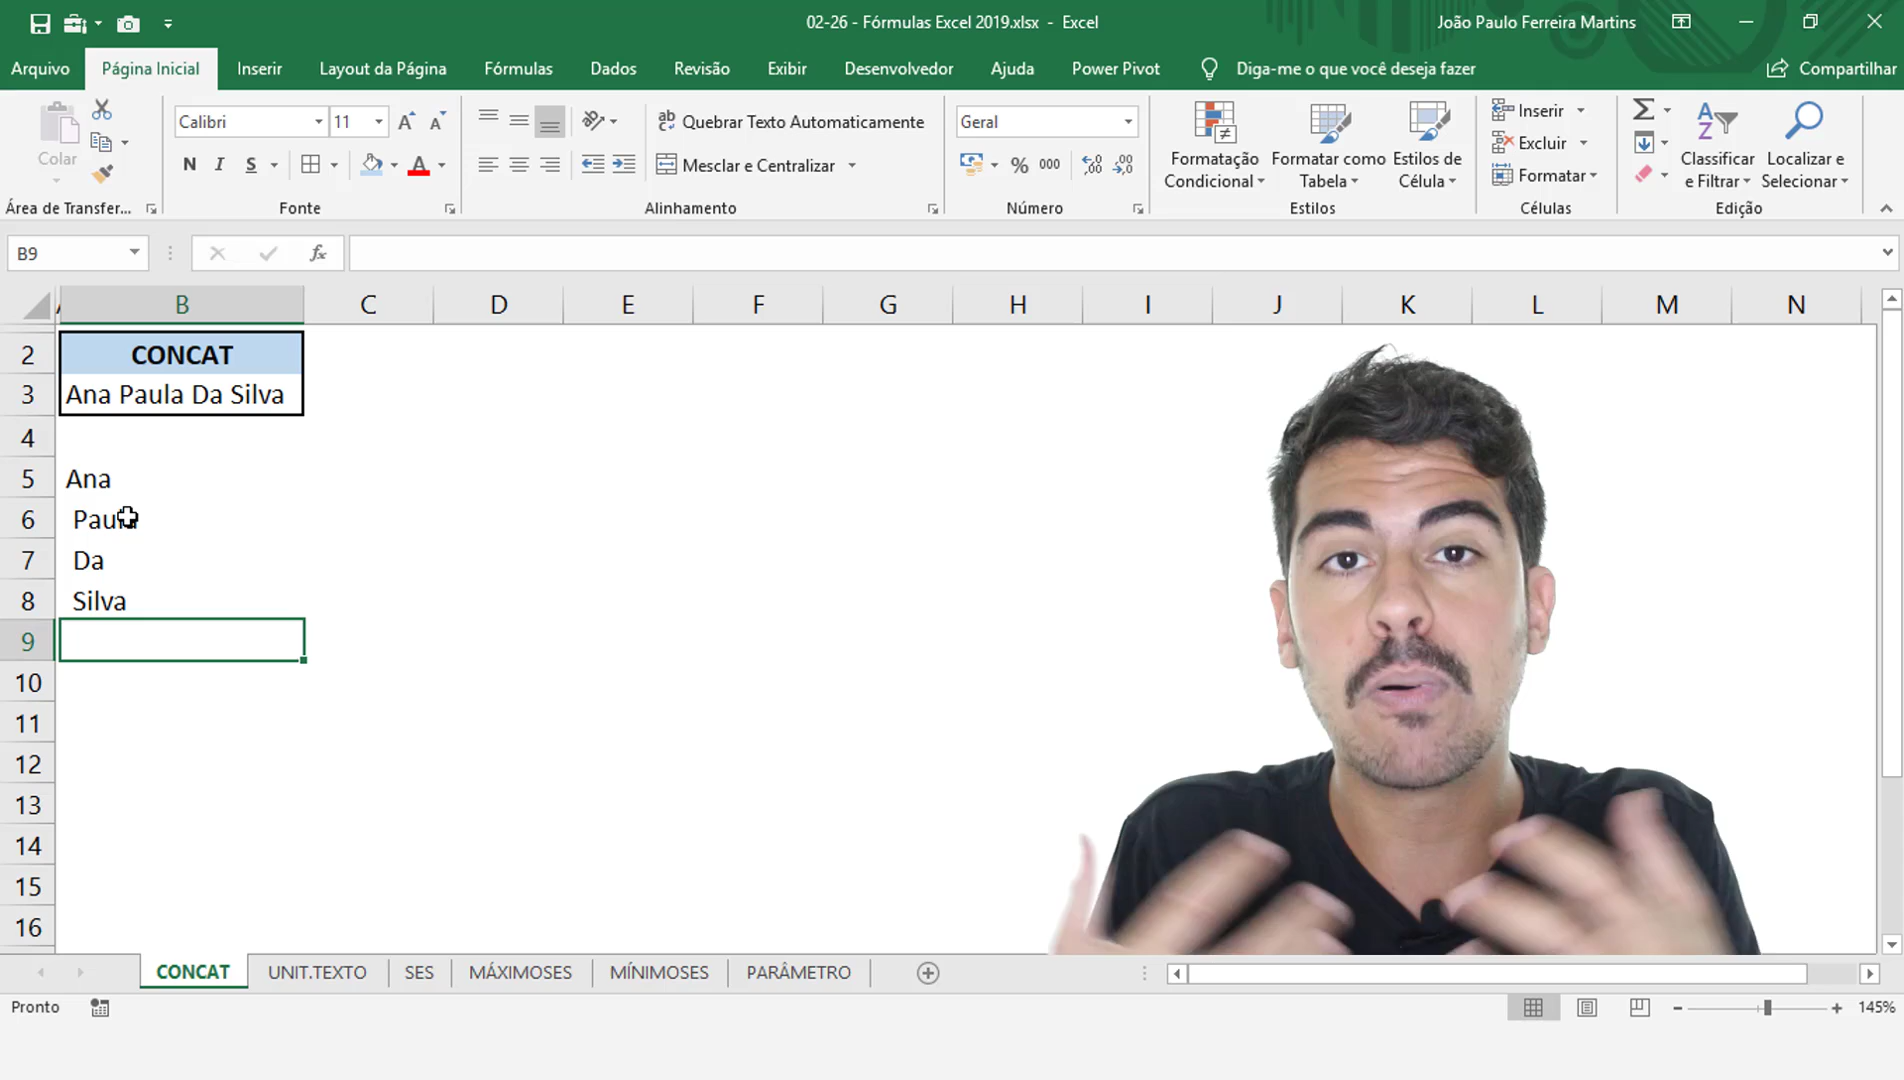 02-26 - Fórmulas Excel 2019.xlsx - Excel
João Paulo Ferreira Martins
Arquivo
Página Inicial
Inserir
Layout da Página
Fórmulas
Dados
Revisão
Exibir
Desenvolvedor
Ajuda
Power Pivot
Diga-me o que você deseja fazer
Compartilhar
Colar
Calibri
11
Quebrar Texto Automaticamente
Geral
N I S
Mesclar e Centralizar
% 000
Formatação Condicional
Formatar como Tabela
Estilos de Célula
Inserir
Excluir
Formatar
Classificar e Filtrar
Localizar e Selecionar
Área de Transfer...
Fonte
Alinhamento
Número
Estilos
Células
Edição
B9
fx
B C D E F G H I J K L M N
2 CONCAT
3 Ana Paula Da Silva
4
5 Ana
6
7 Da
8 Silva
9
10
11
12
13
14
15
16
CONCAT
UNIT.TEXTO
SES
MÁXIMOSES
MÍNIMOSES
PARÂMETRO
Pronto
145%